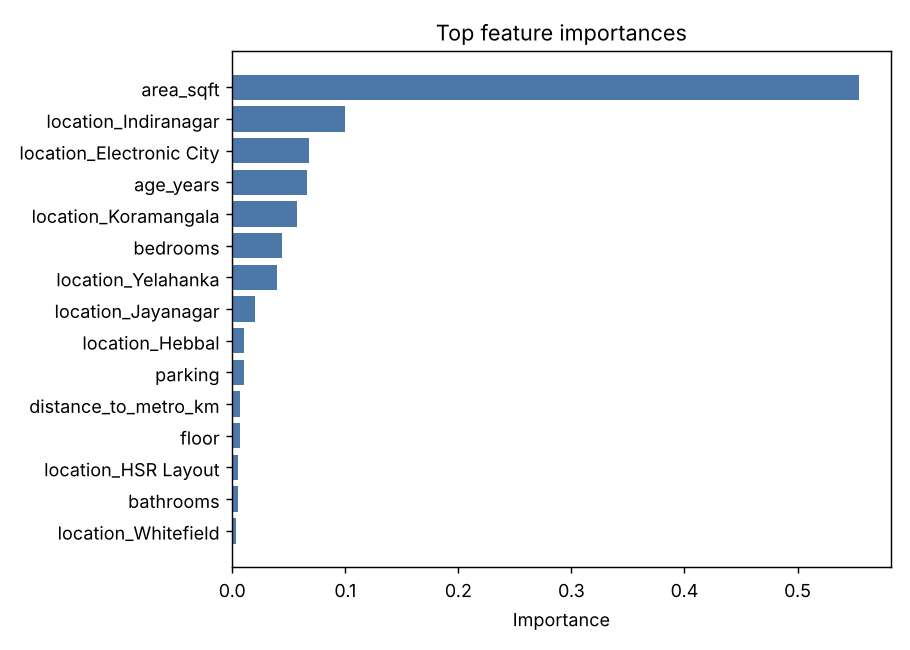 Top feature importances
area_sqft
location_Indiranagar
location_Electronic City
age_years
location_Koramangala
bedrooms
location_Yelahanka
location_Jayanagar
location_Hebbal
parking
distance_to_metro_km
floor
location_HSR Layout
bathrooms
location_Whitefield
0.0 0.1 0.2 0.3 0.4 0.5
Importance